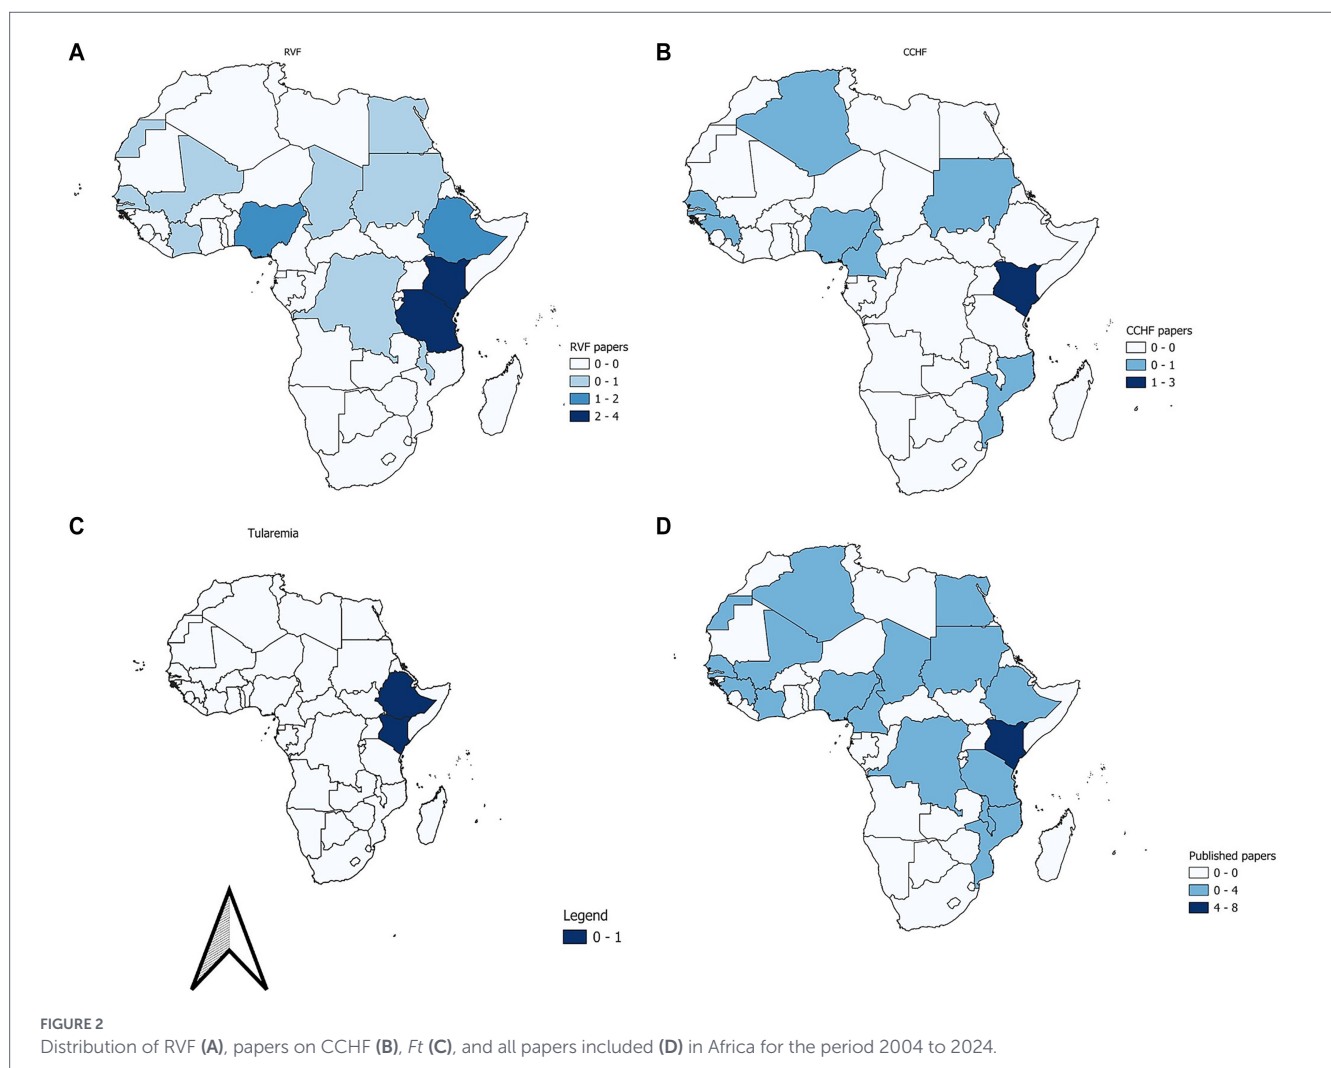 A
RVF
RVF papers
0 - 0
0 - 1
1 - 2
2 - 4
B
CCHF
CCHF papers
0 - 0
0 - 1
1 - 3
C
Tularemia
Legend
0 - 1
D
Published papers
0 - 0
0 - 4
4 - 8
FIGURE 2
Distribution of RVF (A), papers on CCHF (B), Ft (C), and all papers included (D) in Africa for the period 2004 to 2024.